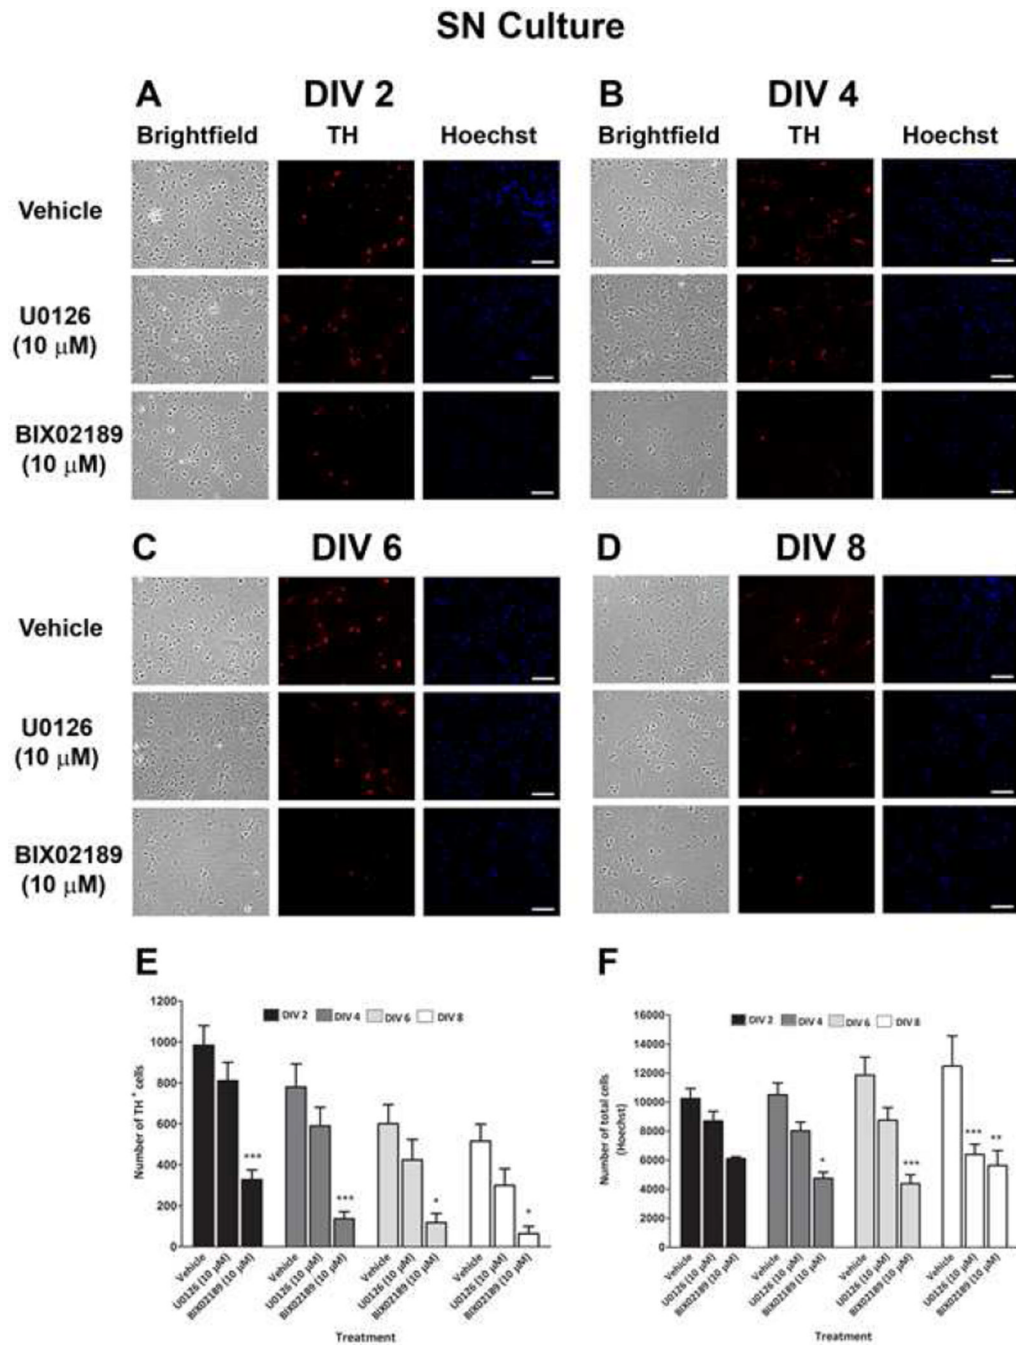 SN Culture
A DIV 2
Brightfield TH Hoechst
B DIV 4
Brightfield TH Hoechst
Vehicle
U0126
(10 μM)
BIX02189
(10 μM)
C DIV 6
D DIV 8
Vehicle
U0126
(10 μM)
BIX02189
(10 μM)
E
1200
1000
800
600
400
200
0
Number of TH⁺ cells
DIV 2 DIV 4 DIV 6 DIV 8
***
***
*
*
Vehicle
U0126 (10 μM)
BIX02189 (10 μM)
Vehicle
U0126 (10 μM)
BIX02189 (10 μM)
Vehicle
U0126 (10 μM)
BIX02189 (10 μM)
Vehicle
U0126 (10 μM)
BIX02189 (10 μM)
Treatment
F
16000
14000
12000
10000
8000
6000
4000
2000
0
Number of total cells
(Hoechst)
DIV 2 DIV 4 DIV 6 DIV 8
*
***
***
**
Vehicle
U0126 (10 μM)
BIX02189 (10 μM)
Vehicle
U0126 (10 μM)
BIX02189 (10 μM)
Vehicle
U0126 (10 μM)
BIX02189 (10 μM)
Vehicle
U0126 (10 μM)
BIX02189 (10 μM)
Treatment